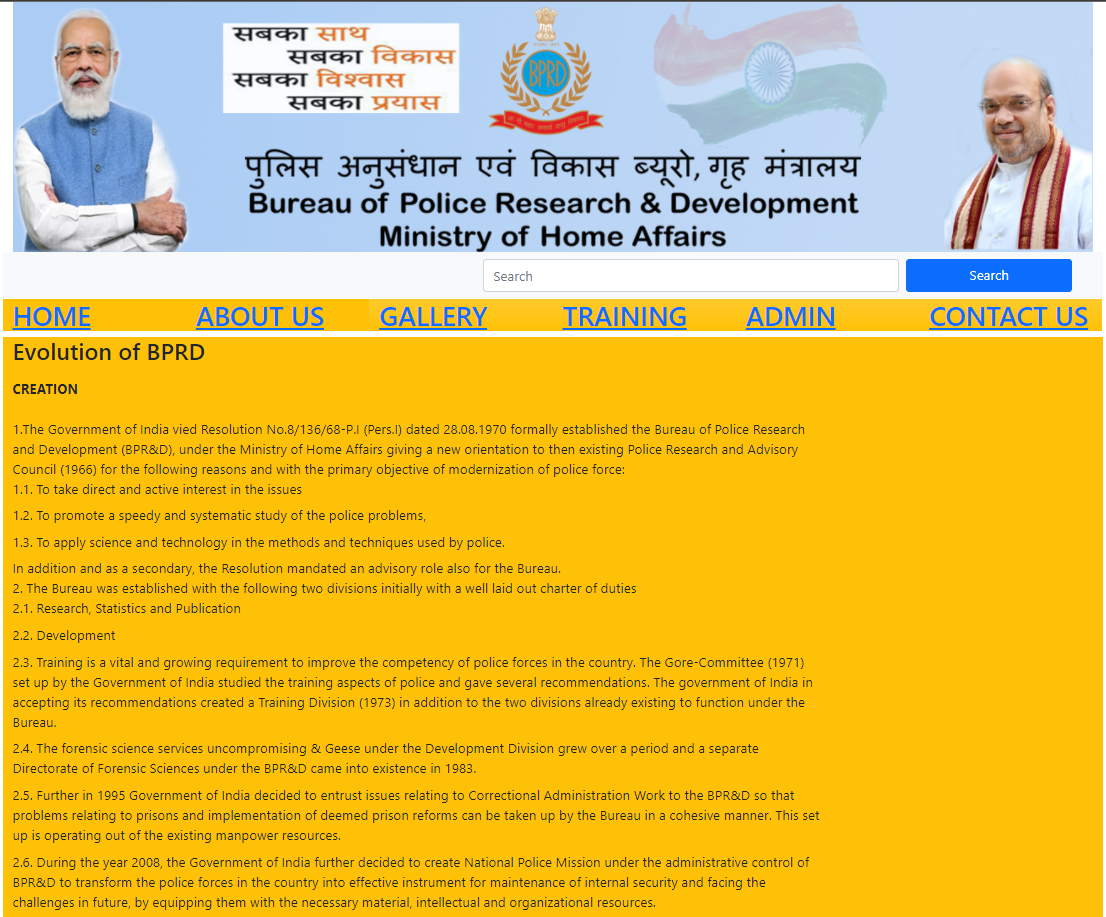 सबका साथ
सबका विकास
सबका विश्वास
सबका प्रयास
BPRD
पुलिस अनुसंधान एवं विकास ब्यूरो, गृह मंत्रालय
Bureau of Police Research & Development
Ministry of Home Affairs
Search
Search
HOME
ABOUT US
GALLERY
TRAINING
ADMIN
CONTACT US
Evolution of BPRD
CREATION
1.The Government of India vied Resolution No.8/136/68-P.I (Pers.I) dated 28.08.1970 formally established the Bureau of Police Research
and Development (BPR&D), under the Ministry of Home Affairs giving a new orientation to then existing Police Research and Advisory
Council (1966) for the following reasons and with the primary objective of modernization of police force:
1.1. To take direct and active interest in the issues
1.2. To promote a speedy and systematic study of the police problems,
1.3. To apply science and technology in the methods and techniques used by police.
In addition and as a secondary, the Resolution mandated an advisory role also for the Bureau.
2. The Bureau was established with the following two divisions initially with a well laid out charter of duties
2.1. Research, Statistics and Publication
2.2. Development
2.3. Training is a vital and growing requirement to improve the competency of police forces in the country. The Gore-Committee (1971)
set up by the Government of India studied the training aspects of police and gave several recommendations. The government of India in
accepting its recommendations created a Training Division (1973) in addition to the two divisions already existing to function under the
Bureau.
2.4. The forensic science services uncompromising & Geese under the Development Division grew over a period and a separate
Directorate of Forensic Sciences under the BPR&D came into existence in 1983.
2.5. Further in 1995 Government of India decided to entrust issues relating to Correctional Administration Work to the BPR&D so that
problems relating to prisons and implementation of deemed prison reforms can be taken up by the Bureau in a cohesive manner. This set
up is operating out of the existing manpower resources.
2.6. During the year 2008, the Government of India further decided to create National Police Mission under the administrative control of
BPR&D to transform the police forces in the country into effective instrument for maintenance of internal security and facing the
challenges in future, by equipping them with the necessary material, intellectual and organizational resources.